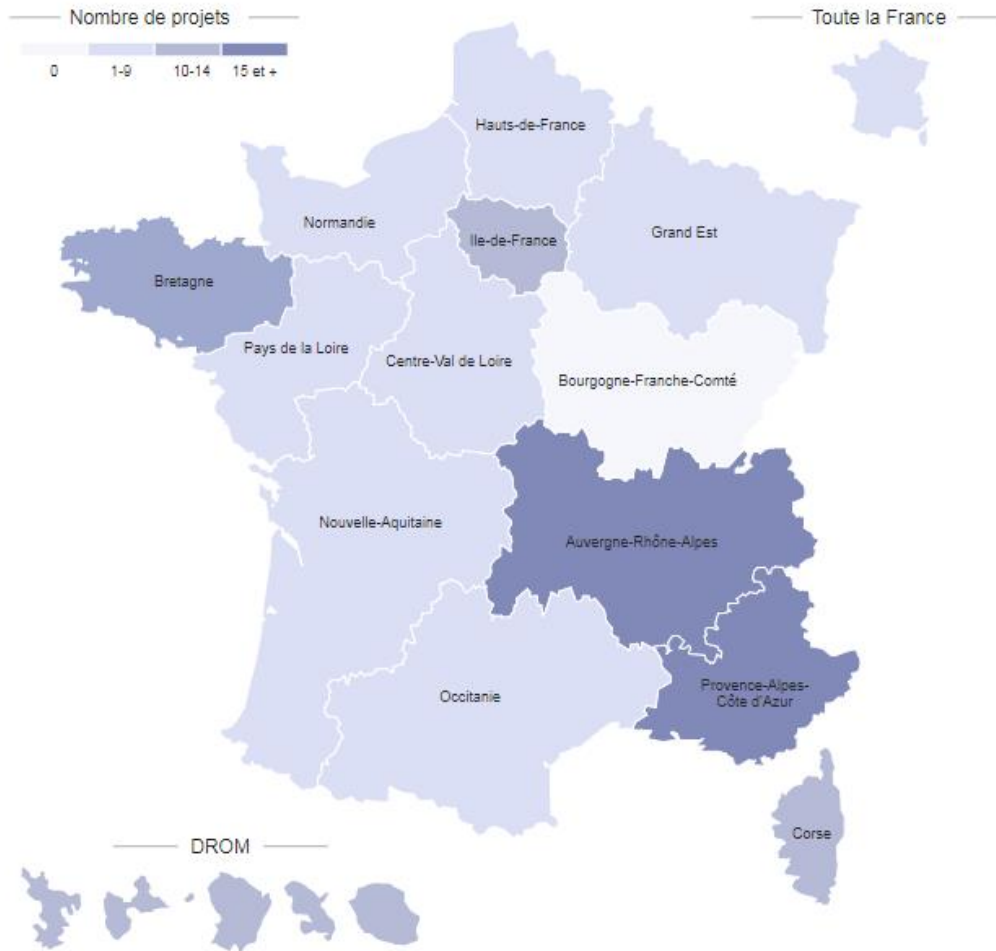 Nombre de projets
0 1-9 10-14 15 et +
Toute la France
Hauts-de-France
Normandie
Ile-de-France
Grand Est
Bretagne
Pays de la Loire
Centre-Val de Loire
Bourgogne-Franche-Comté
Nouvelle-Aquitaine
Auvergne-Rhône-Alpes
Occitanie
Provence-Alpes-
Côte d'Azur
Corse
DROM